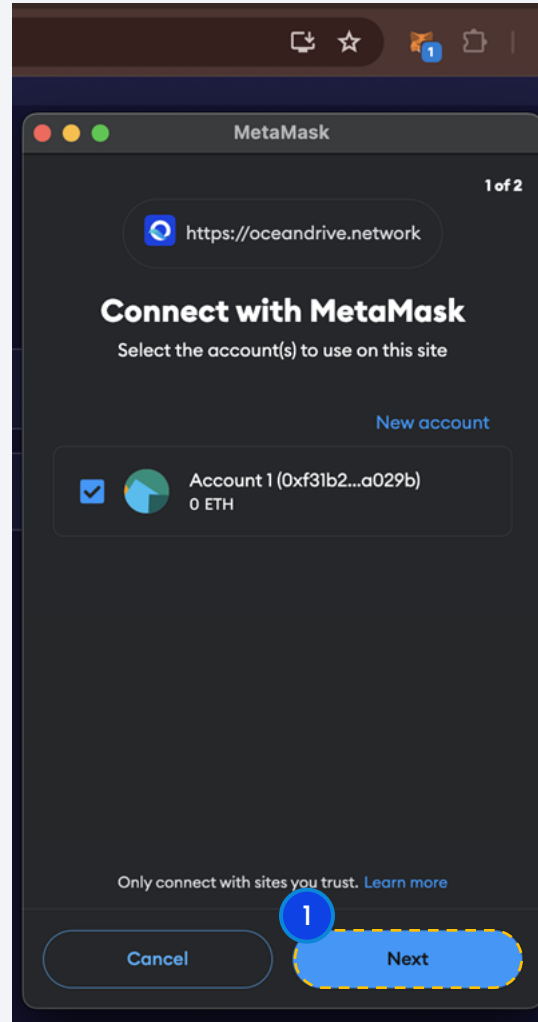 1
MetaMask
1 of 2
https://oceandrive.network
Connect with MetaMask
Select the account(s) to use on this site
New account
Account 1 (0xf31b2...a029b)
0 ETH
Only connect with sites you trust. Learn more
1
Cancel
Next